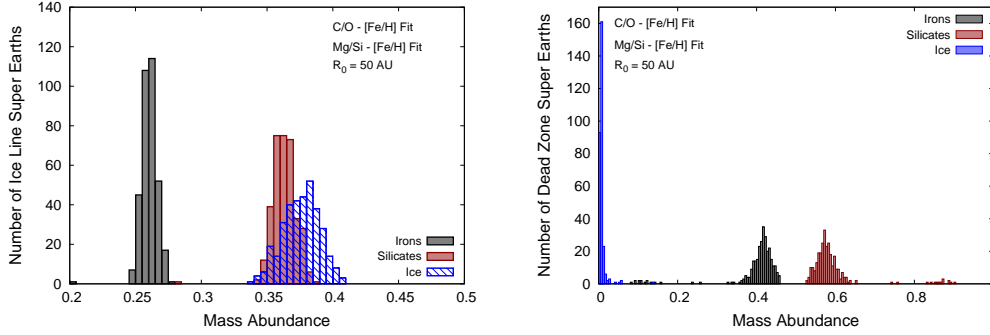 Number of Ice Line Super Earths
140
120
100
80
60
40
20
0
C/O - [Fe/H] Fit
Mg/Si - [Fe/H] Fit
R0 = 50 AU
Irons
Silicates
Ice
0.2
0.25
0.3
0.35
0.4
0.45
0.5
Mass Abundance
Number of Dead Zone Super Earths
160
140
120
100
80
60
40
20
0
C/O - [Fe/H] Fit
Mg/Si - [Fe/H] Fit
R0 = 50 AU
Irons
Silicates
Ice
0
0.2
0.4
0.6
0.8
Mass Abundance